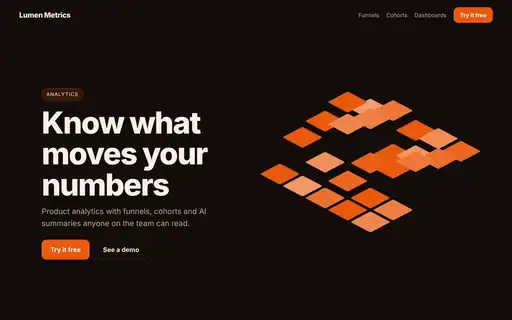 Lumen Metrics
Funnels Cohorts Dashboards Try it free
ANALYTICS
Know what
moves your
numbers
Product analytics with funnels, cohorts and AI
summaries anyone on the team can read.
Try it free See a demo